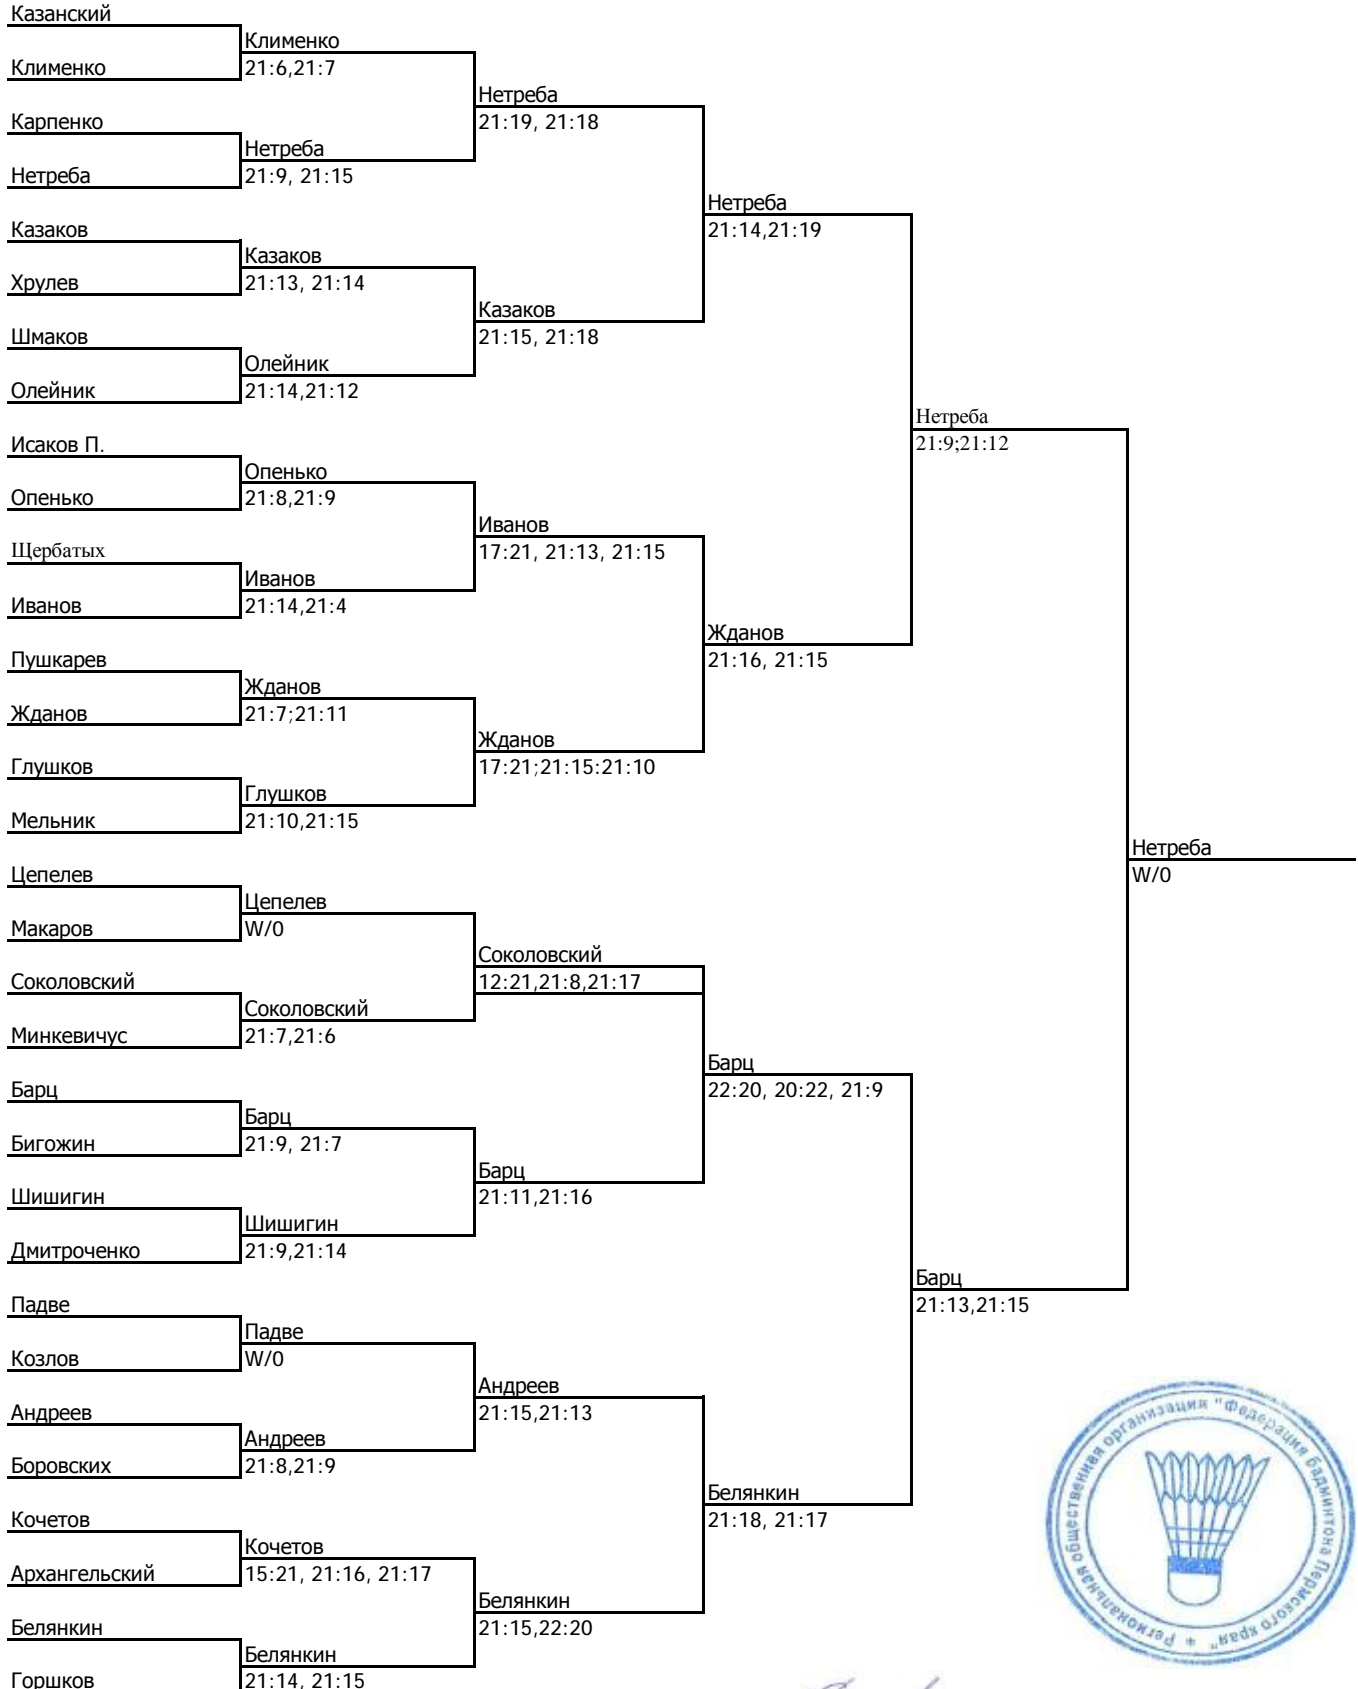 Казанский
Клименко
Клименко
21:6,21:7
Нетреба
Карпенко
21:19, 21:18
Нетреба
Нетреба
21:9, 21:15
Нетреба
Казаков
21:14,21:19
Казаков
Хрулев
21:13, 21:14
Казаков
Шмаков
21:15, 21:18
Олейник
Олейник
21:14,21:12
Нетреба
Исаков П.
21:9;21:12
Опенько
Опенько
21:8,21:9
Иванов
Щербатых
17:21, 21:13, 21:15
Иванов
Иванов
21:14,21:4
Жданов
Пушкарев
21:16, 21:15
Жданов
Жданов
21:7;21:11
Жданов
Глушков
17:21;21:15:21:10
Глушков
Мельник
21:10,21:15
Нетреба
Цепелев
W/0
Цепелев
Макаров
W/0
Соколовский
Соколовский
12:21,21:8,21:17
Соколовский
Минкевичус
21:7,21:6
Барц
Барц
22:20, 20:22, 21:9
Барц
Бигожин
21:9, 21:7
Барц
Шишигин
21:11,21:16
Шишигин
Дмитроченко
21:9,21:14
Барц
Падве
21:13,21:15
Падве
Козлов
W/0
Андреев
Андреев
21:15,21:13
Андреев
Боровских
21:8,21:9
Белянкин
Кочетов
21:18, 21:17
Кочетов
Архангельский
15:21, 21:16, 21:17
Белянкин
Белянкин
21:15,22:20
Белянкин
Горшков
21:14, 21:15
Региональная общественная организация "Федерация бадминтона Пермского края" *